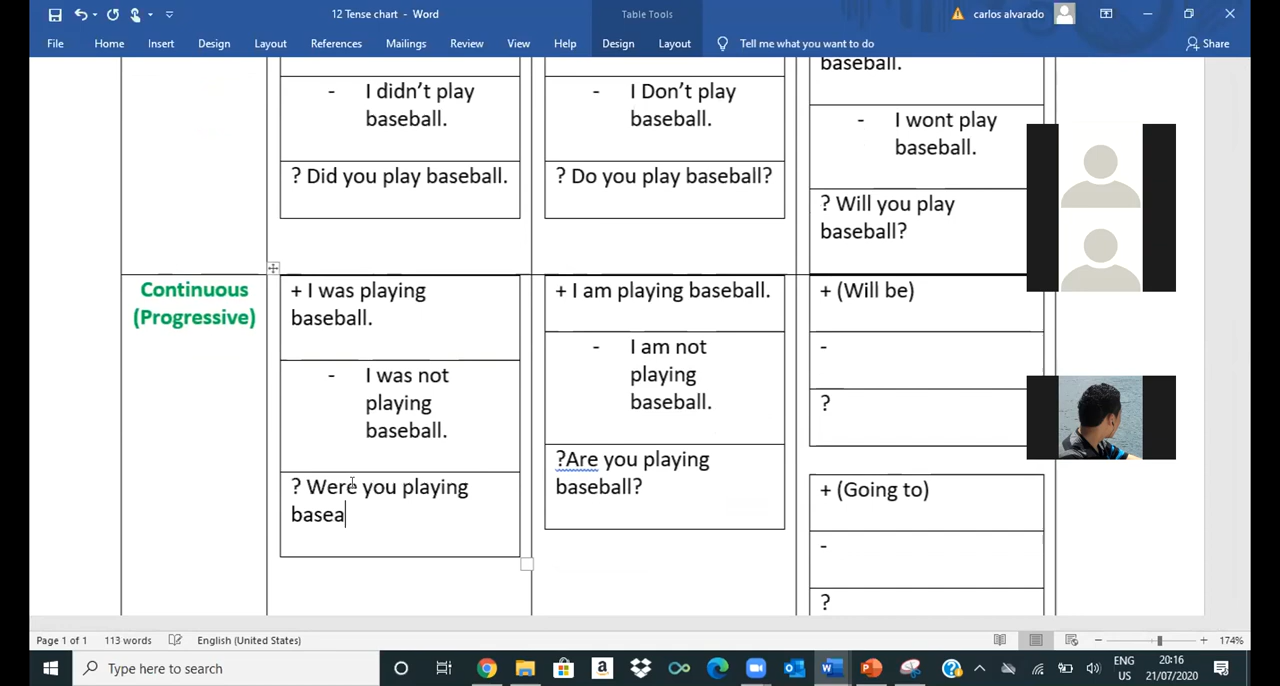 12 Tense chart - Word
Table Tools
carlos alvarado
File
Home
Insert
Design
Layout
References
Mailings
Review
View
Help
Design
Layout
Tell me what you want to do
Share
- I didn't play
baseball.
? Did you play baseball.
- I Don't play
baseball.
? Do you play baseball?
baseball.
- I wont play
baseball.
? Will you play
baseball?
Continuous
(Progressive)
+ I was playing
baseball.
- I was not
playing
baseball.
? Were you playing
basea
+ I am playing baseball.
- I am not
playing
baseball.
?Are you playing
baseball?
+ (Will be)
-
?
+ (Going to)
-
?
Page 1 of 1
113 words
English (United States)
174%
Type here to search
ENG
US
20:16
21/07/2020